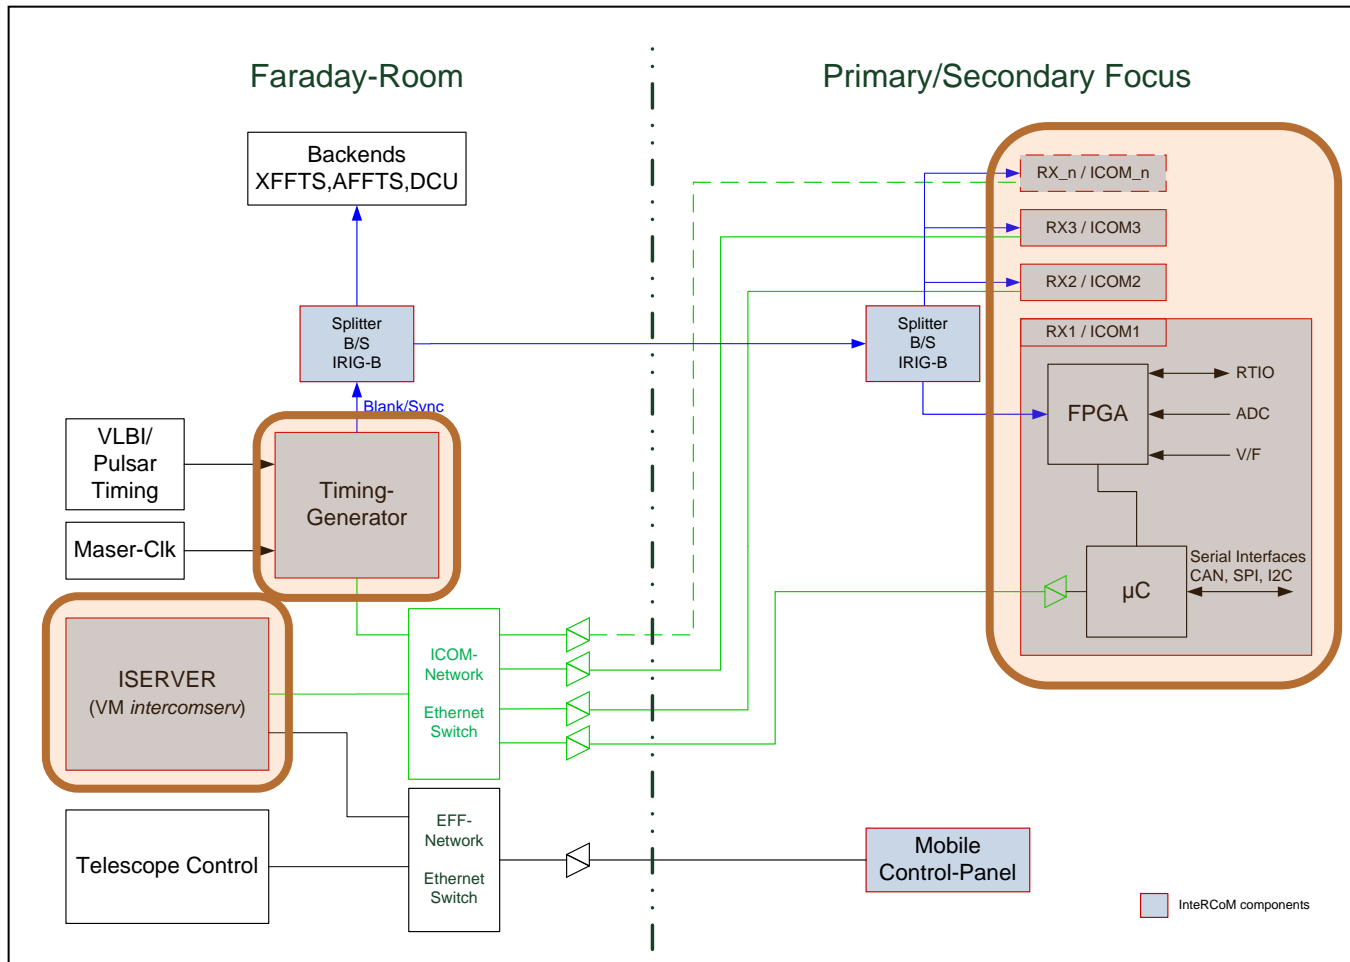 Faraday-Room
Primary/Secondary Focus
Backends
XFFTS,AFFTS,DCU
RX_n / ICOM_n
RX3 / ICOM3
RX2 / ICOM2
Splitter
B/S
IRIG-B
Splitter
B/S
IRIG-B
RX1 / ICOM1
Blank/Sync
FPGA
RTIO
ADC
V/F
VLBI/
Pulsar
Timing
Timing-
Generator
Maser-Clk
Serial Interfaces
CAN, SPI, I2C
µC
ISERVER
(VM intercomserv)
ICOM-
Network
Ethernet
Switch
Telescope Control
EFF-
Network
Ethernet
Switch
Mobile
Control-Panel
InteRCoM components